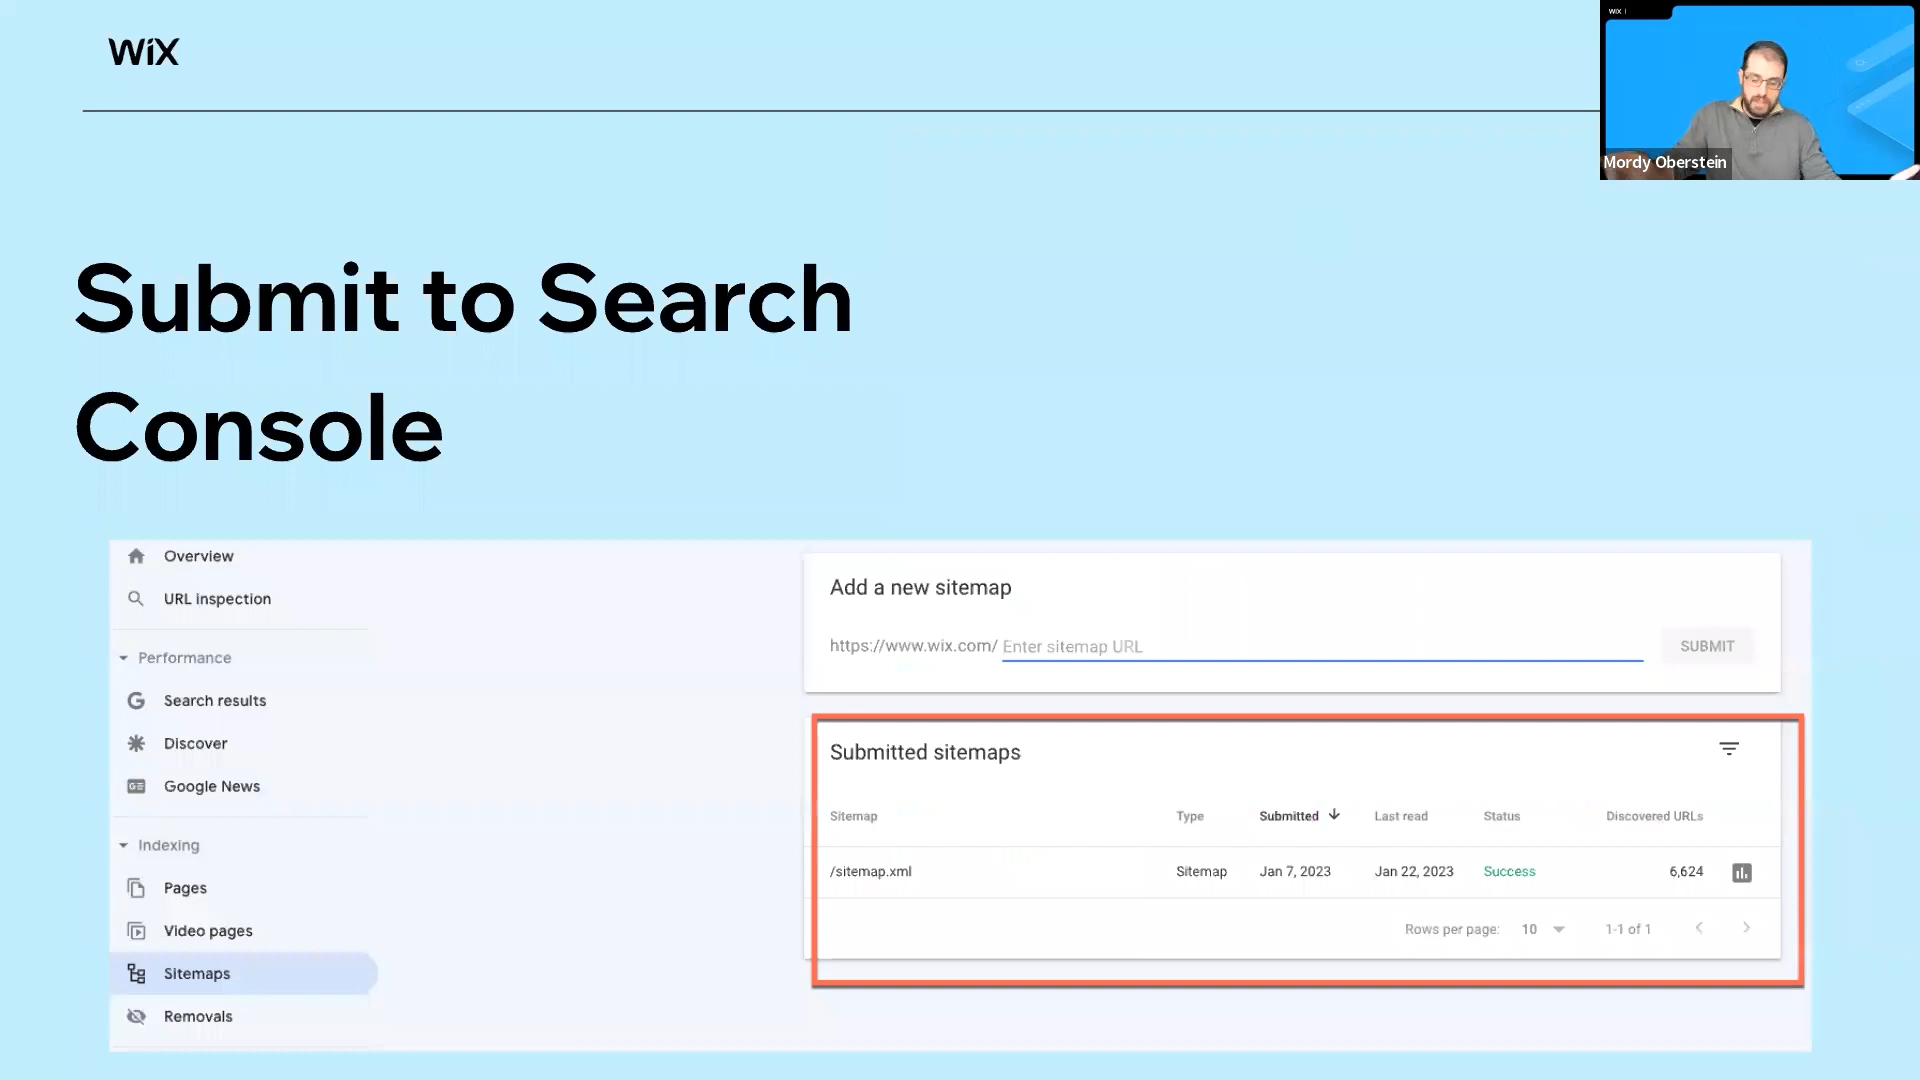 WiX
WIX
Mordy Oberstein
Submit to Search
Console
Overview
URL inspection
Performance
Search results
Discover
Google News
Indexing
Pages
Video pages
Sitemaps
Removals
Add a new sitemap
https://www.wix.com/ Enter sitemap URL SUBMIT
Submitted sitemaps
Sitemap Type Submitted Last read Status Discovered URLs
/sitemap.xml Sitemap Jan 7, 2023 Jan 22, 2023 Success 6,624
Rows per page: 10 1-1 of 1